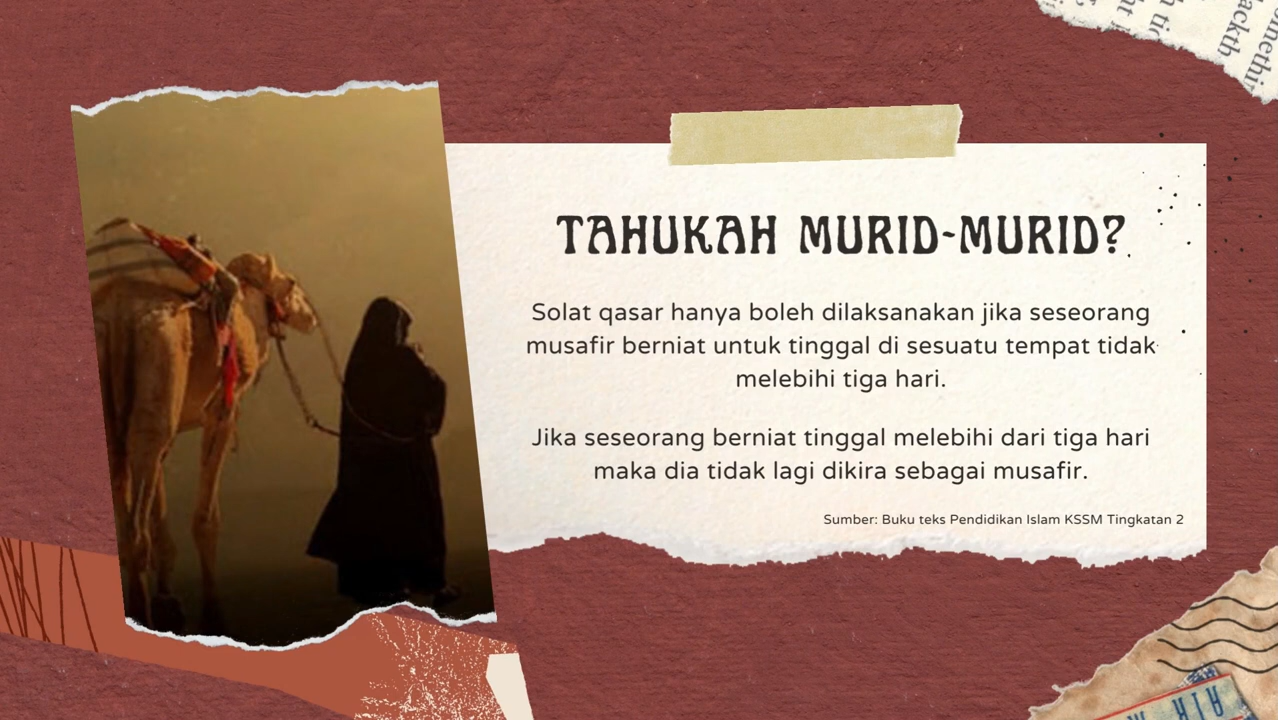 TAHUKAH MURID-MURID?
Solat qasar hanya boleh dilaksanakan jika seseorang
musafir berniat untuk tinggal di sesuatu tempat tidak
melebihi tiga hari.
Jika seseorang berniat tinggal melebihi dari tiga hari
maka dia tidak lagi dikira sebagai musafir.
Sumber: Buku teks Pendidikan Islam KSSM Tingkatan 2
AIR